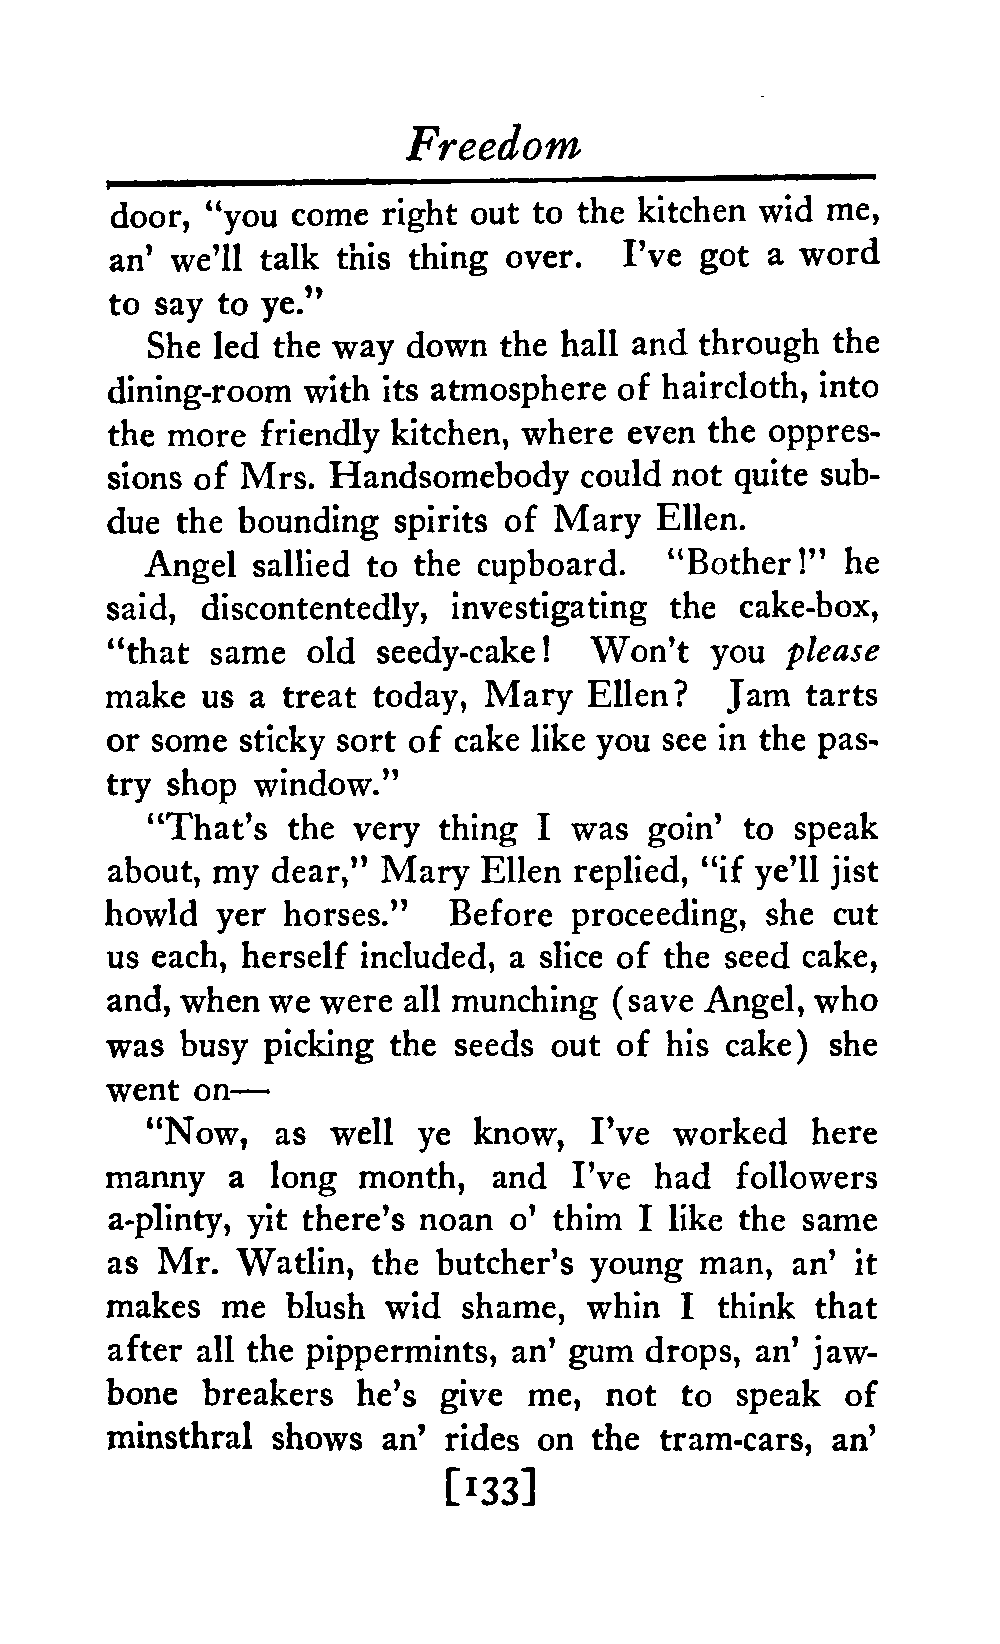 Freedom
door, "you come right out to the kitchen wid me,
an' we'll talk this thing over. I've got a word
to say to ye."
She led the way down the hall and through the
dining-room with its atmosphere of haircloth, into
the more friendly kitchen, where even the oppres-
sions of Mrs. Handsomebody could not quite sub-
due the bounding spirits of Mary Ellen.
Angel sallied to the cupboard. "Bother!" he
said, discontentedly, investigating the cake-box,
"that same old seedy-cake! Won't you please
make us a treat today, Mary Ellen? Jam tarts
or some sticky sort of cake like you see in the pas-
try shop window."
"That's the very thing I was goin' to speak
about, my dear," Mary Ellen replied, "if ye'll jist
howld yer horses." Before proceeding, she cut
us each, herself included, a slice of the seed cake,
and, when we were all munching (save Angel, who
was busy picking the seeds out of his cake) she
went on—
"Now, as well ye know, I've worked here
manny a long month, and I've had followers
a-plinty, yit there's noan o' thim I like the same
as Mr. Watlin, the butcher's young man, an' it
makes me blush wid shame, whin I think that
after all the pippermints, an' gum drops, an' jaw-
bone breakers he's give me, not to speak of
minsthral shows an' rides on the tram-cars, an'
[133]